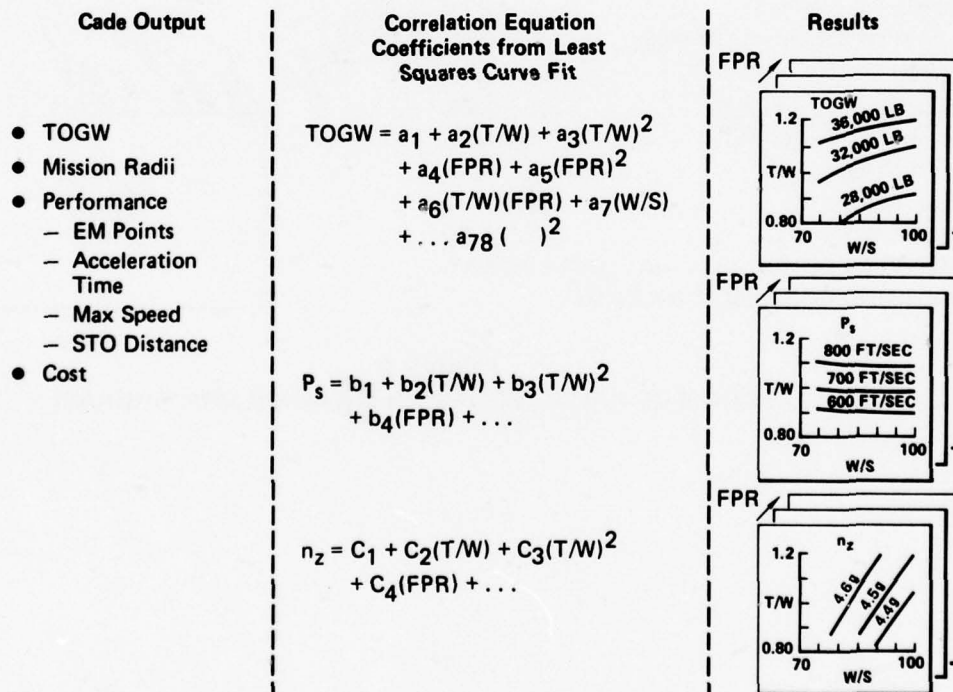 Cade Output
● TOGW
● Mission Radii
● Performance
– EM Points
– Acceleration
Time
– Max Speed
– STO Distance
● Cost
Correlation Equation
Coefficients from Least
Squares Curve Fit
TOGW = a₁ + a₂(T/W) + a₃(T/W)²
+ a₄(FPR) + a₅(FPR)²
+ a₆(T/W)(FPR) + a₇(W/S)
+ ... a₇₈ ( )²
Pₛ = b₁ + b₂(T/W) + b₃(T/W)²
+ b₄(FPR) + ...
n_z = C₁ + C₂(T/W) + C₃(T/W)²
+ C₄(FPR) + ...
Results
FPR
TOGW
36,000 LB
1.2
32,000 LB
T/W
28,000 LB
0.80
70 100
W/S
FPR
Pₛ
1.2
800 FT/SEC
700 FT/SEC
T/W
600 FT/SEC
0.80
70 100
W/S
FPR
n_z
1.2
4.6g 4.5g 4.4g
T/W
0.80
70 100
W/S